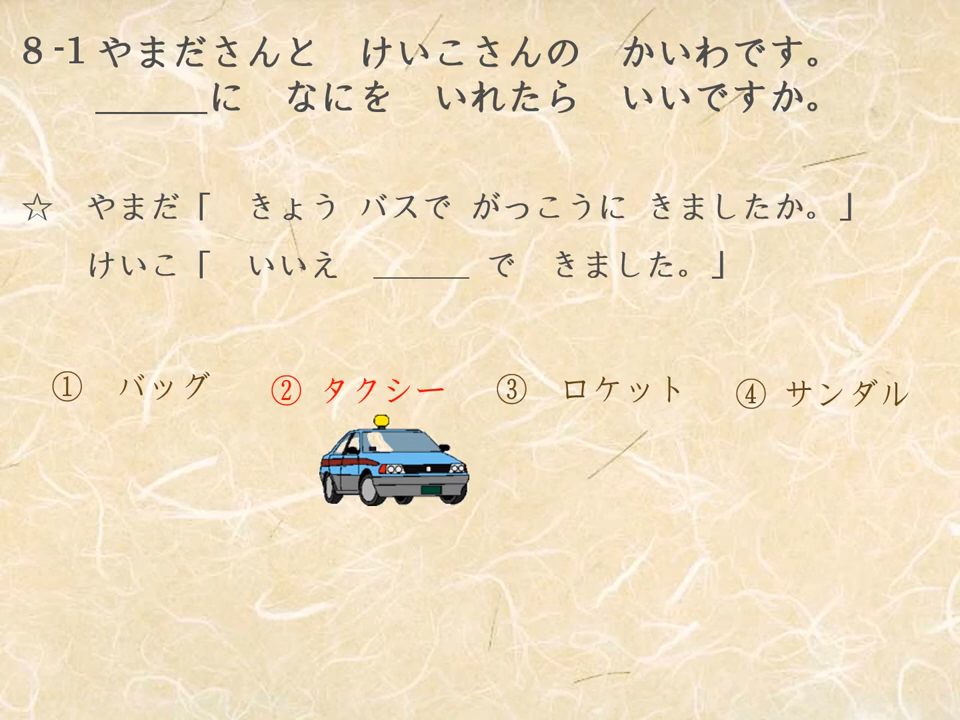 ８-1 やまださんと　けいこさんの　かいわです。
______に　なにを　いれたら　いいですか。
☆　やまだ「　きょう バスで がっこうに きましたか。」
けいこ「　いいえ　______ で　きました。」
①　バッグ　② タクシー　③　ロケット　④ サンダル